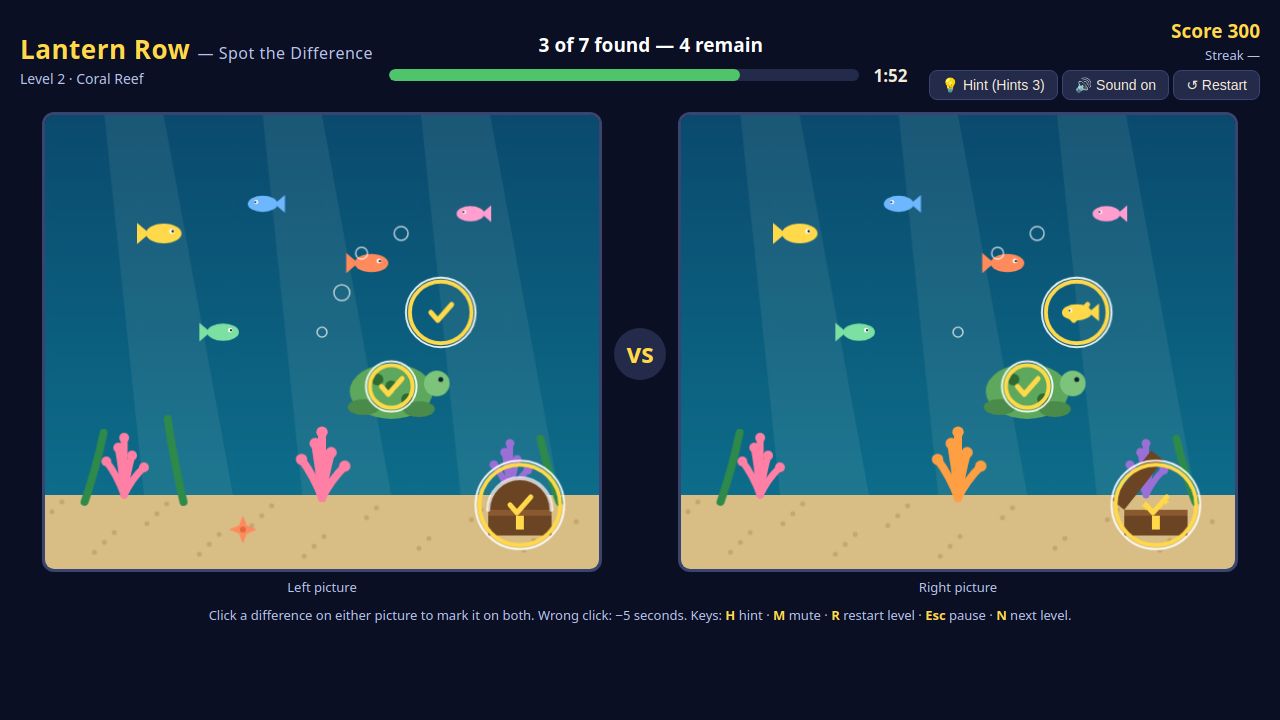 Lantern Row — Spot the Difference
Level 2 · Coral Reef
3 of 7 found — 4 remain
1:52
Score 300
Streak —
💡 Hint (Hints 3)
🔊 Sound on
↺ Restart
VS
Left picture
Right picture
Click a difference on either picture to mark it on both. Wrong click: −5 seconds. Keys: H hint · M mute · R restart level · Esc pause · N next level.